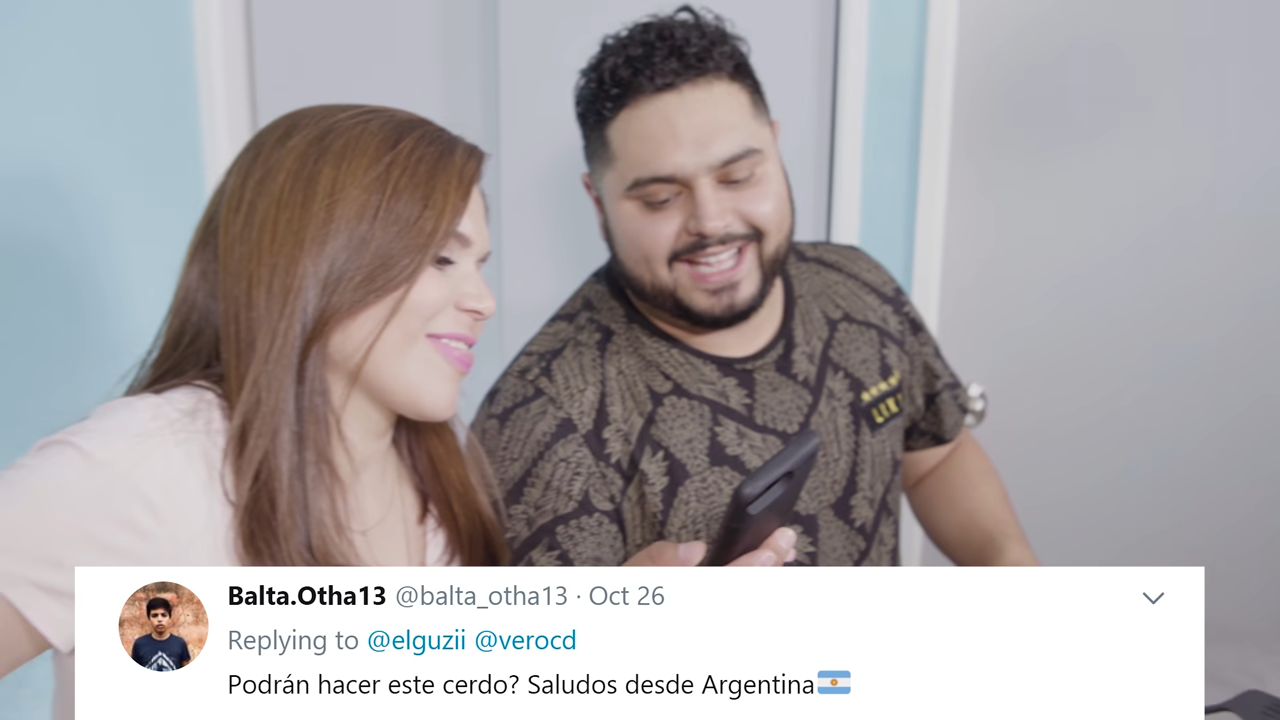 Balta.Otha13 @balta_otha13 · Oct 26
Replying to @elguzii @verocd
Podrán hacer este cerdo? Saludos desde Argentina🇦🇷